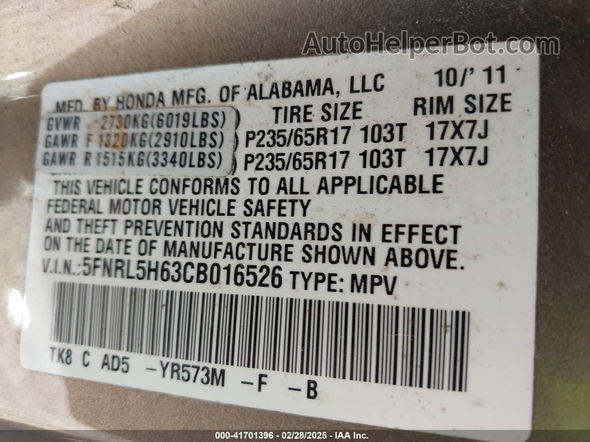 AutoHelperBot.com
MFD. BY HONDA MFG. OF ALABAMA, LLC 10/'11
GVWR 2730KG(6019LBS) TIRE SIZE RIM SIZE
GAWR F 1320KG(2910LBS) P235/65R17 103T 17X7J
GAWR R 1515KG(3340LBS) P235/65R17 103T 17X7J
THIS VEHICLE CONFORMS TO ALL APPLICABLE
FEDERAL MOTOR VEHICLE SAFETY
AND THEFT PREVENTION STANDARDS IN EFFECT
ON THE DATE OF MANUFACTURE SHOWN ABOVE.
V.I.N.:5FNRL5H63CB016526 TYPE: MPV
TK8 C AD5 -YR573M -F -B
000-41701396 - 02/28/2025 - IAA Corp.